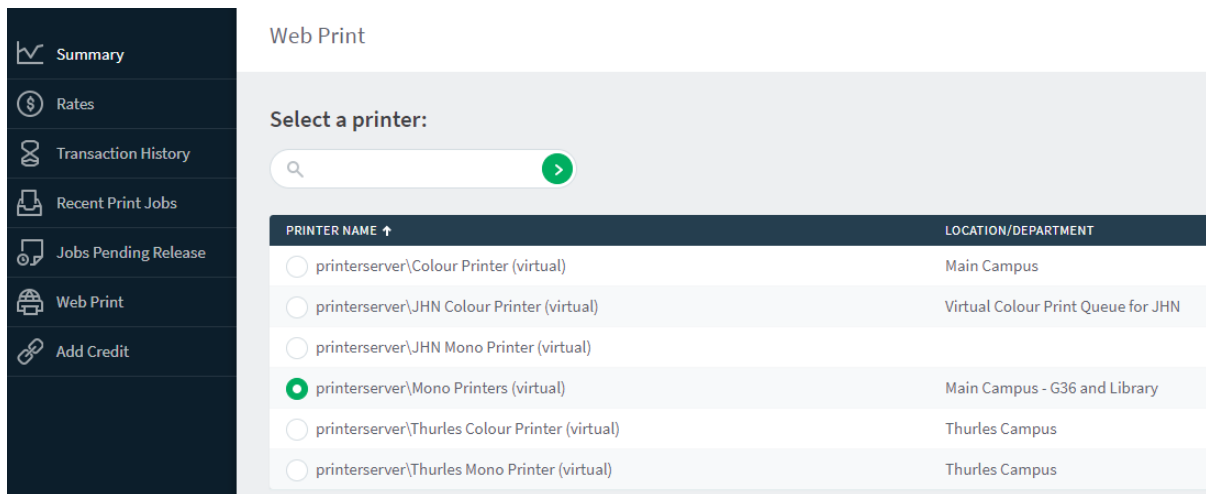 Web Print
Summary
Rates
Transaction History
Recent Print Jobs
Jobs Pending Release
Web Print
Add Credit
Select a printer:
PRINTER NAME ↑ LOCATION/DEPARTMENT
printerserver\Colour Printer (virtual) Main Campus
printerserver\JHN Colour Printer (virtual) Virtual Colour Print Queue for JHN
printerserver\JHN Mono Printer (virtual)
printerserver\Mono Printers (virtual) Main Campus - G36 and Library
printerserver\Thurles Colour Printer (virtual) Thurles Campus
printerserver\Thurles Mono Printer (virtual) Thurles Campus